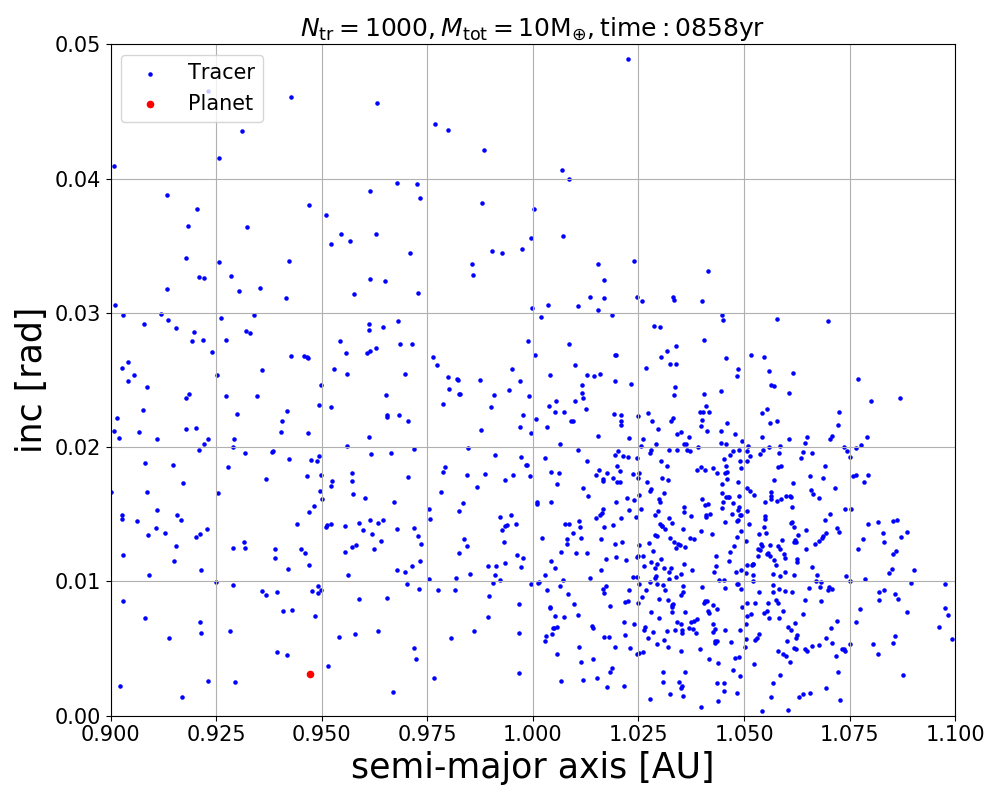 N_tr = 1000, M_tot = 10M_⊕, time : 0858yr
0.05
Tracer
Planet
0.04
0.03
inc [rad]
0.02
0.01
0.00
0.900 0.925 0.950 0.975 1.000 1.025 1.050 1.075 1.100
semi-major axis [AU]